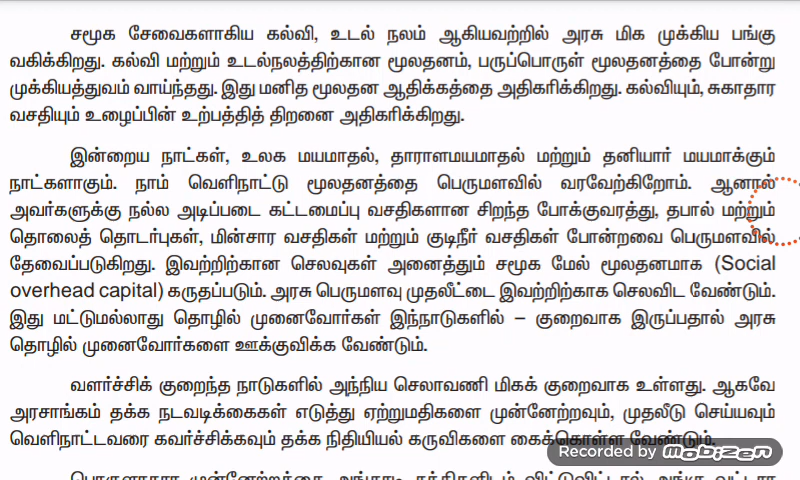 சமூக சேவைகளாகிய கல்வி, உடல் நலம் ஆகியவற்றில் அரசு மிக முக்கிய பங்கு
வகிக்கிறது. கல்வி மற்றும் உடல்நலத்திற்கான மூலதனம், பருப்பொருள் மூலதனத்தை போன்று
முக்கியத்துவம் வாய்ந்தது. இது மனித மூலதன ஆதிக்கத்தை அதிகரிக்கிறது. கல்வியும், சுகாதார
வசதியும் உழைப்பின் உற்பத்தித் திறனை அதிகரிக்கிறது.
இன்றைய நாட்கள், உலக மயமாதல், தாராளமயமாதல் மற்றும் தனியார் மயமாக்கும்
நாட்களாகும். நாம் வெளிநாட்டு மூலதனத்தை பெருமளவில் வரவேற்கிறோம். ஆனால்
அவர்களுக்கு நல்ல அடிப்படை கட்டமைப்பு வசதிகளான சிறந்த போக்குவரத்து, தபால் மற்றும்
தொலைத் தொடர்புகள், மின்சார வசதிகள் மற்றும் குடிநீர் வசதிகள் போன்றவை பெருமளவில்
தேவைப்படுகிறது. இவற்றிற்கான செலவுகள் அனைத்தும் சமூக மேல் மூலதனமாக (Social
overhead capital) கருதப்படும். அரசு பெருமளவு முதலீட்டை இவற்றிற்காக செலவிட வேண்டும்.
இது மட்டுமல்லாது தொழில் முனைவோர்கள் இந்நாடுகளில் – குறைவாக இருப்பதால் அரசு
தொழில் முனைவோர்களை ஊக்குவிக்க வேண்டும்.
வளர்ச்சிக் குறைந்த நாடுகளில் அந்நிய செலாவணி மிகக் குறைவாக உள்ளது. ஆகவே
அரசாங்கம் தக்க நடவடிக்கைகள் எடுத்து ஏற்றுமதிகளை முன்னேற்றவும், முதலீடு செய்யவும்
வெளிநாட்டவரை கவர்ச்சிக்கவும் தக்க நிதியியல் கருவிகளை கைக்கொள்ள வேண்டும்.
Recorded by mobizen